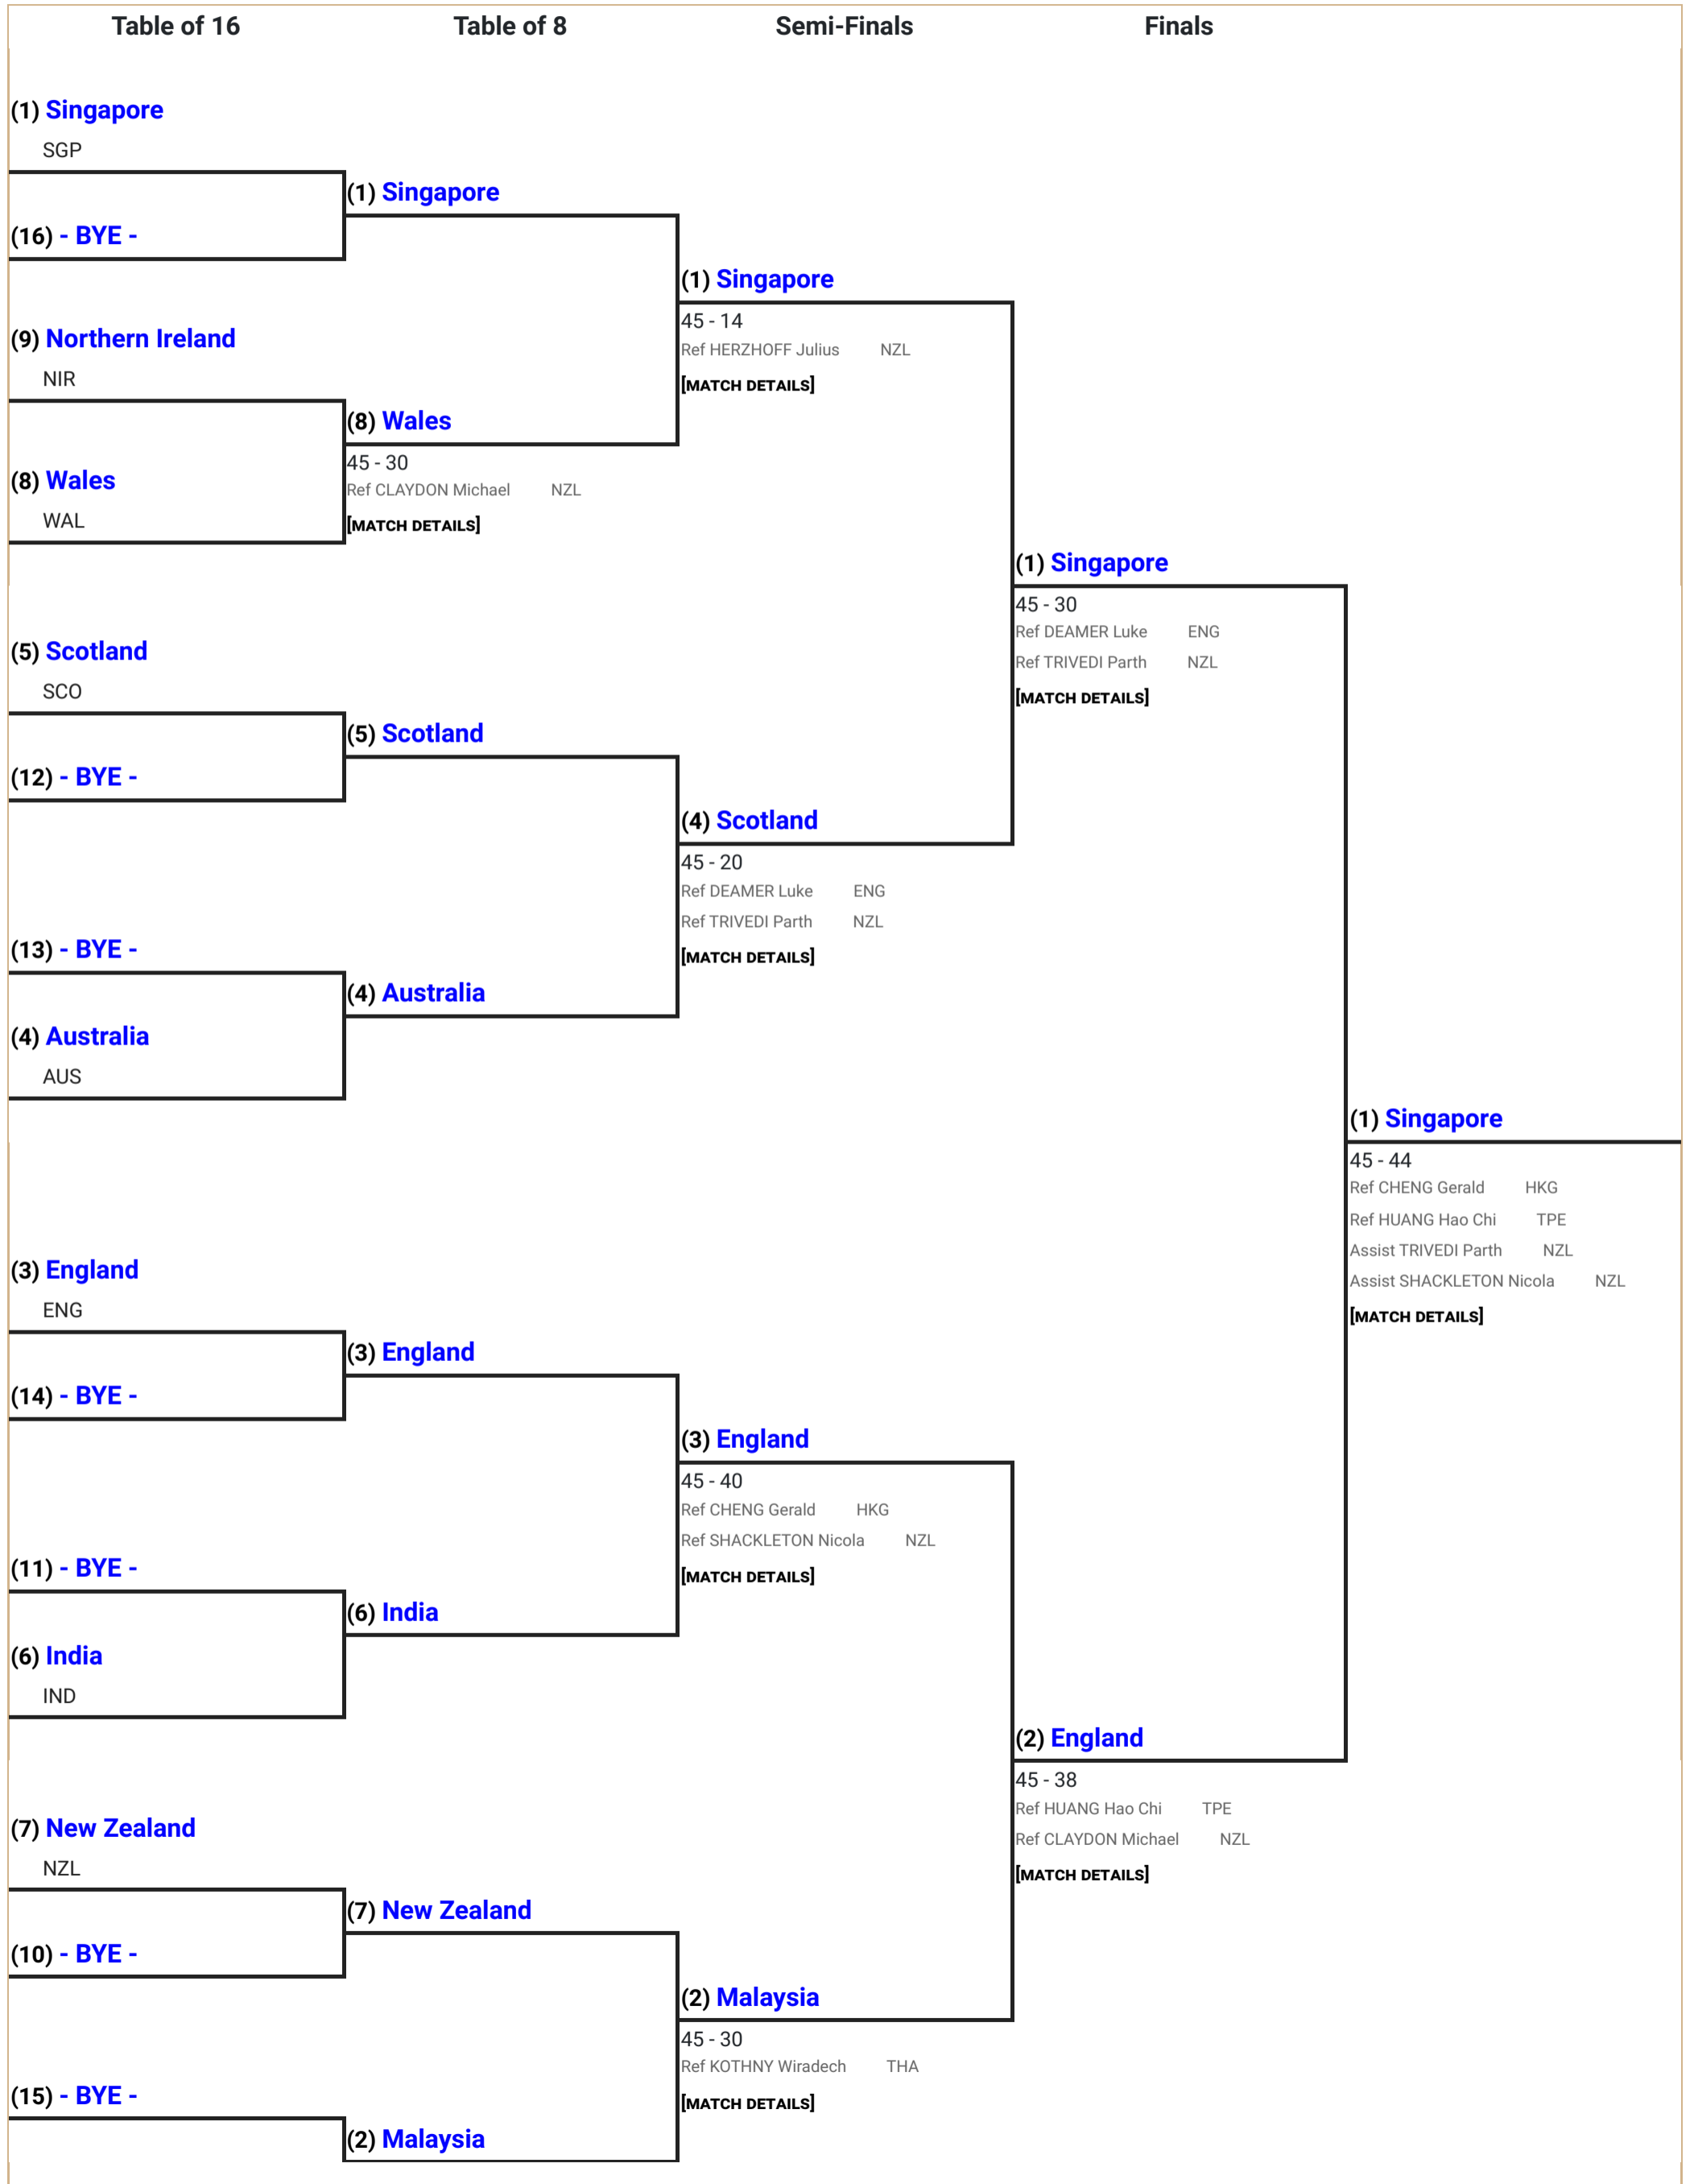 Table of 16 Table of 8 Semi-Finals Finals
(1) Singapore
SGP
(1) Singapore
(16) - BYE -
(1) Singapore
45 - 14
Ref HERZHOFF Julius NZL
[MATCH DETAILS]
(9) Northern Ireland
NIR
(8) Wales
45 - 30
Ref CLAYDON Michael NZL
[MATCH DETAILS]
(8) Wales
WAL
(1) Singapore
45 - 30
Ref DEAMER Luke ENG
Ref TRIVEDI Parth NZL
[MATCH DETAILS]
(5) Scotland
SCO
(5) Scotland
(12) - BYE -
(4) Scotland
45 - 20
Ref DEAMER Luke ENG
Ref TRIVEDI Parth NZL
[MATCH DETAILS]
(13) - BYE -
(4) Australia
(4) Australia
AUS
(1) Singapore
45 - 44
Ref CHENG Gerald HKG
Ref HUANG Hao Chi TPE
Assist TRIVEDI Parth NZL
Assist SHACKLETON Nicola NZL
[MATCH DETAILS]
(3) England
ENG
(3) England
(14) - BYE -
(3) England
45 - 40
Ref CHENG Gerald HKG
Ref SHACKLETON Nicola NZL
[MATCH DETAILS]
(11) - BYE -
(6) India
(6) India
IND
(2) England
45 - 38
Ref HUANG Hao Chi TPE
Ref CLAYDON Michael NZL
[MATCH DETAILS]
(7) New Zealand
NZL
(7) New Zealand
(10) - BYE -
(2) Malaysia
45 - 30
Ref KOTHNY Wiradech THA
[MATCH DETAILS]
(15) - BYE -
(2) Malaysia